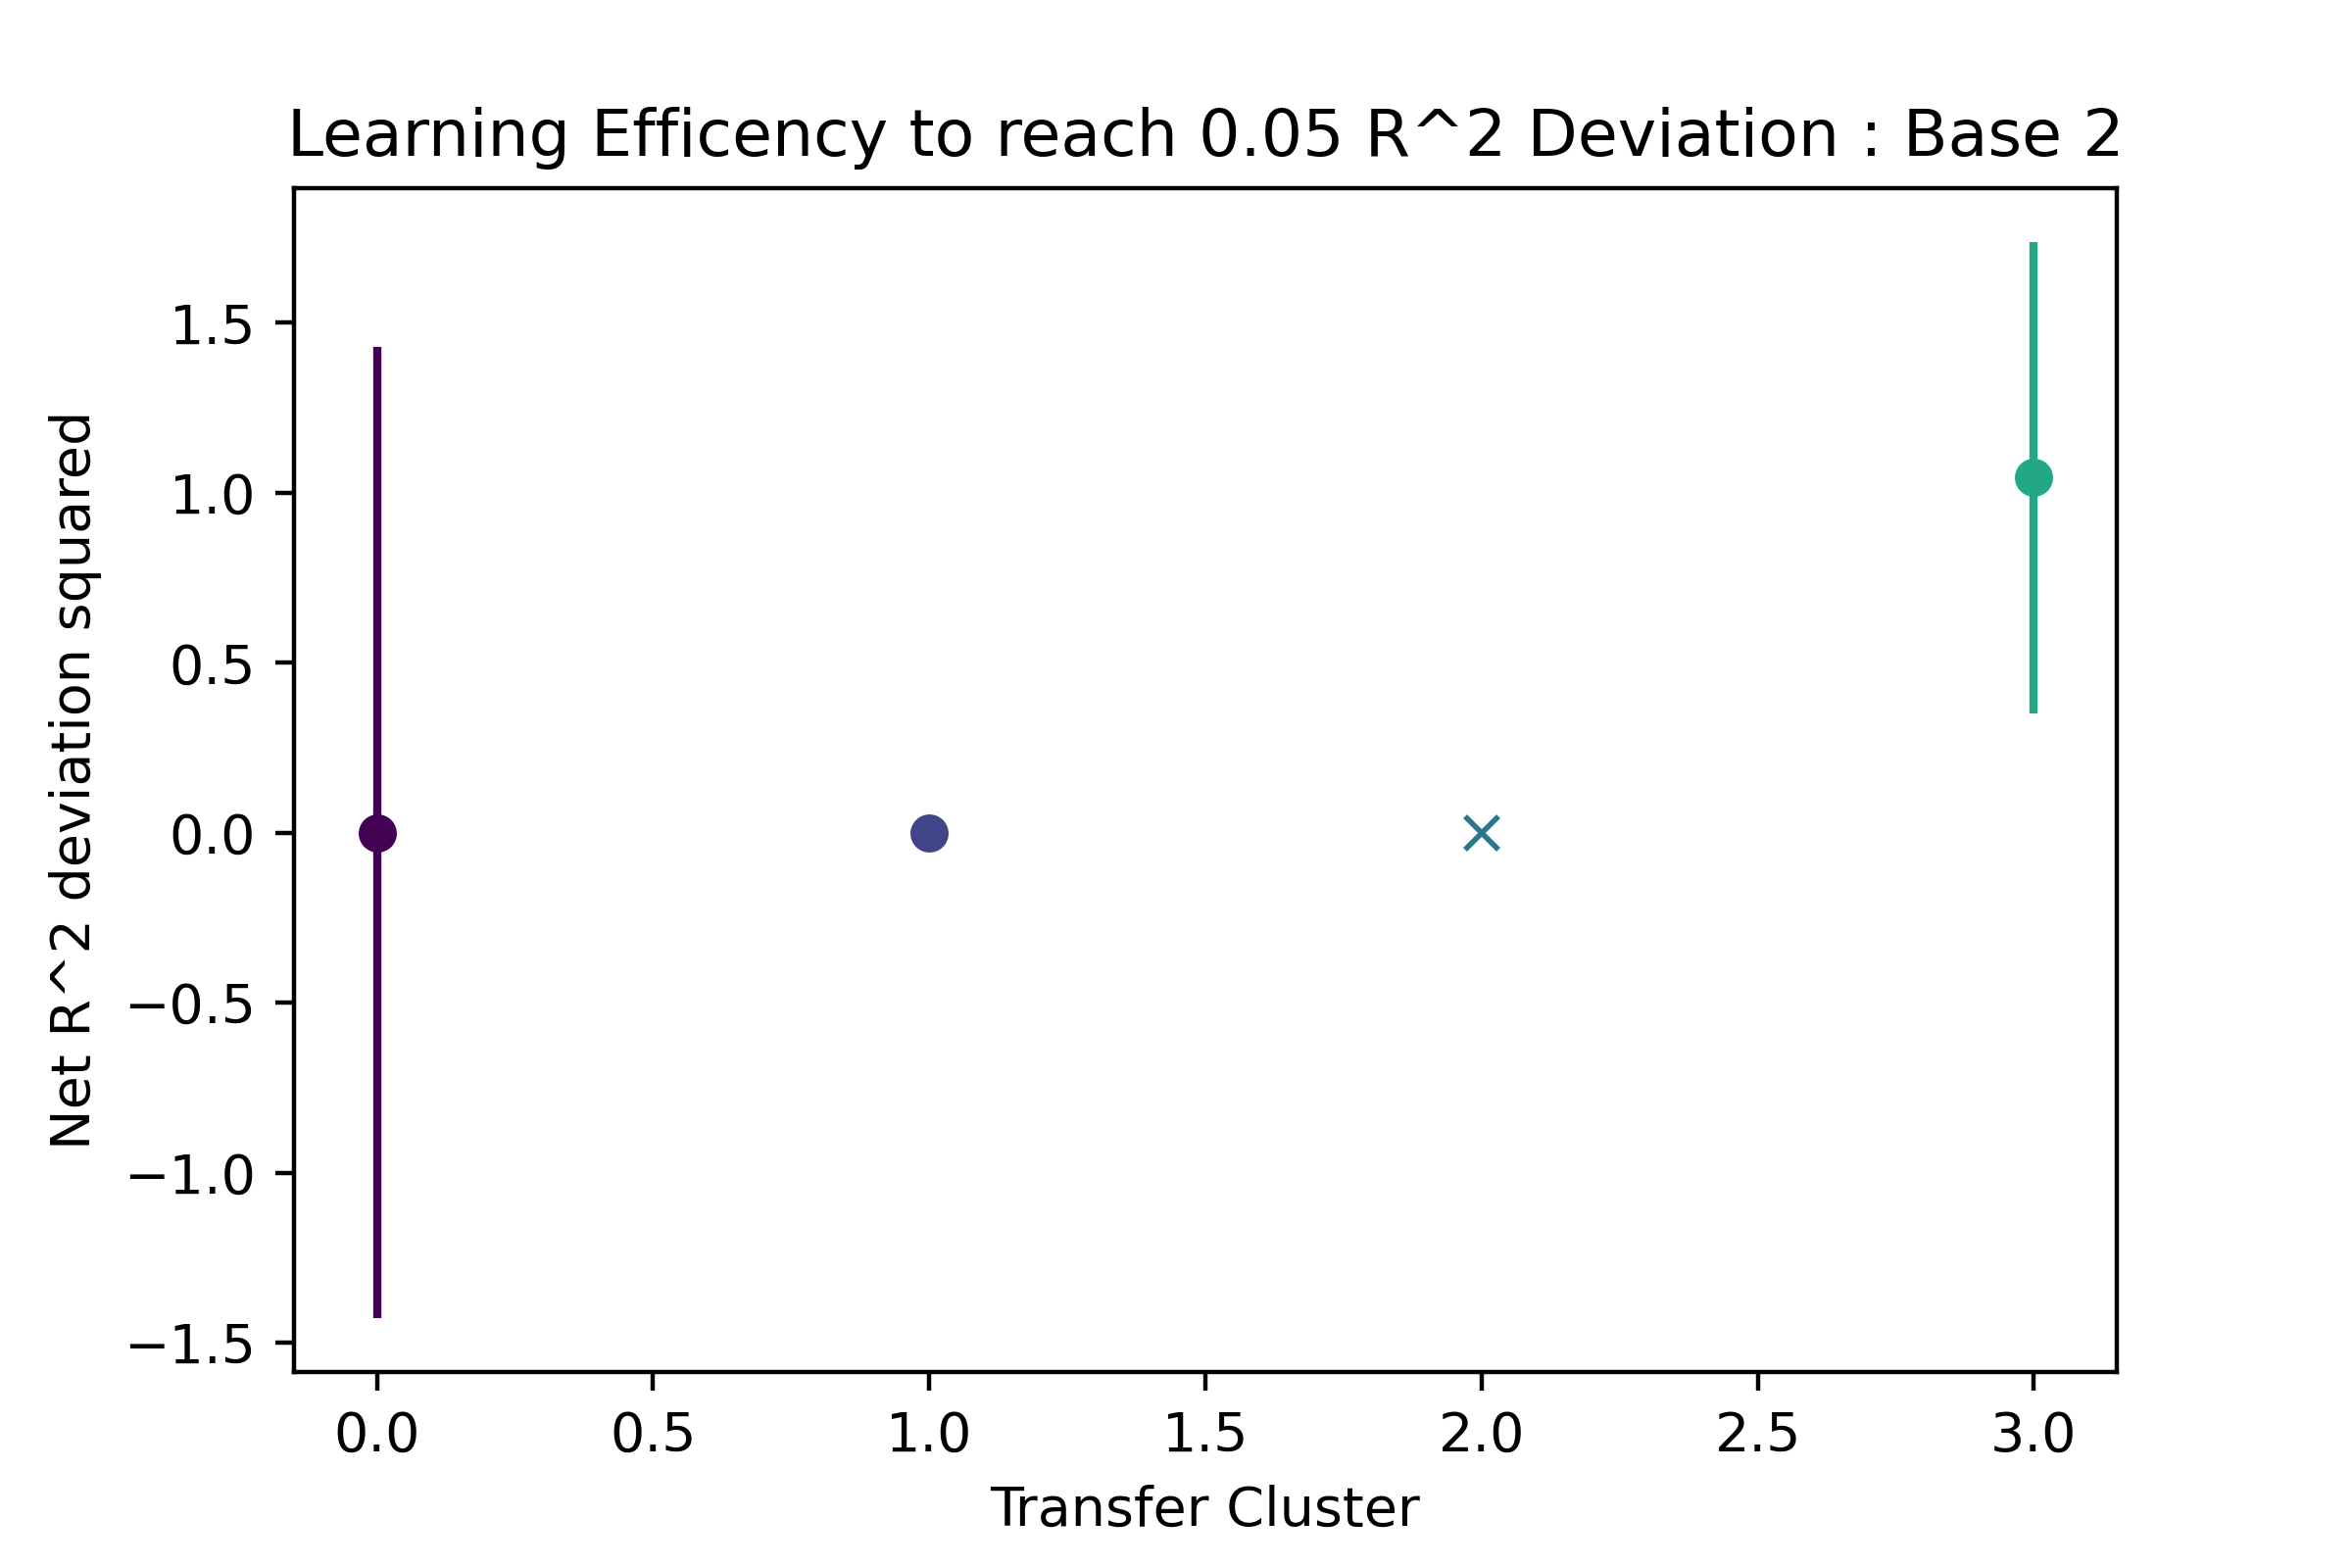 Learning Efficency to reach 0.05 R^2 Deviation : Base 2
Net R^2 deviation squared
1.5
1.0
0.5
0.0
−0.5
−1.0
−1.5
0.0 0.5 1.0 1.5 2.0 2.5 3.0
Transfer Cluster